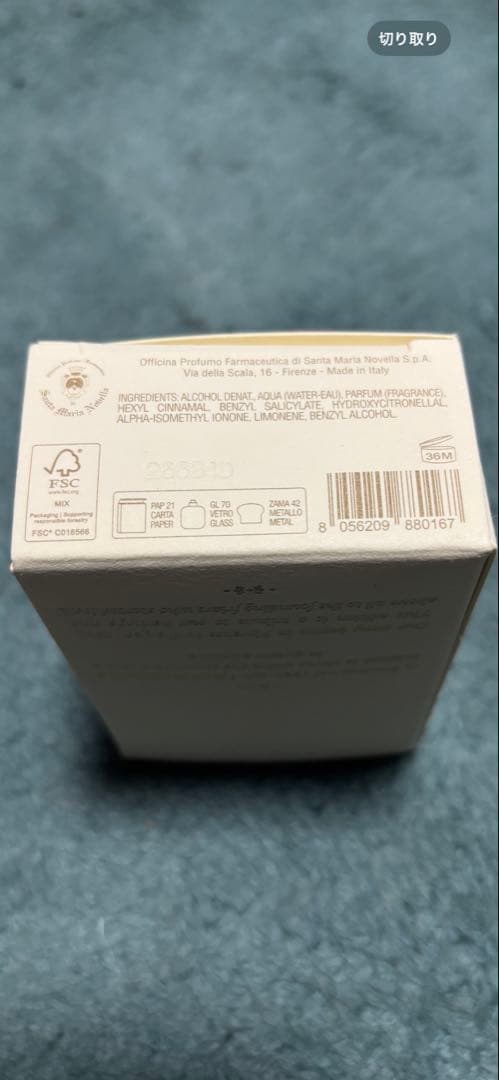 切り取り
Officina Profumo Farmaceutica di Santa Maria Novella S.p.A.
Via della Scala, 16 - Firenze - Made in Italy
Santa Maria Novella
INGREDIENTS: ALCOHOL DENAT., AQUA (WATER-EAU), PARFUM (FRAGRANCE),
HEXYL CINNAMAL, BENZYL SALICYLATE, HYDROXYCITRONELLAL,
ALPHA-ISOMETHYL IONONE, LIMONENE, BENZYL ALCOHOL.
36M
FSC
www.fsc.org
MIX
Packaging | Supporting
responsible forestry
FSC® C018566
PAP 21
CARTA
PAPER
GL 70
VETRO
GLASS
ZAMA 42
METALLO
METAL
8 056209 880167